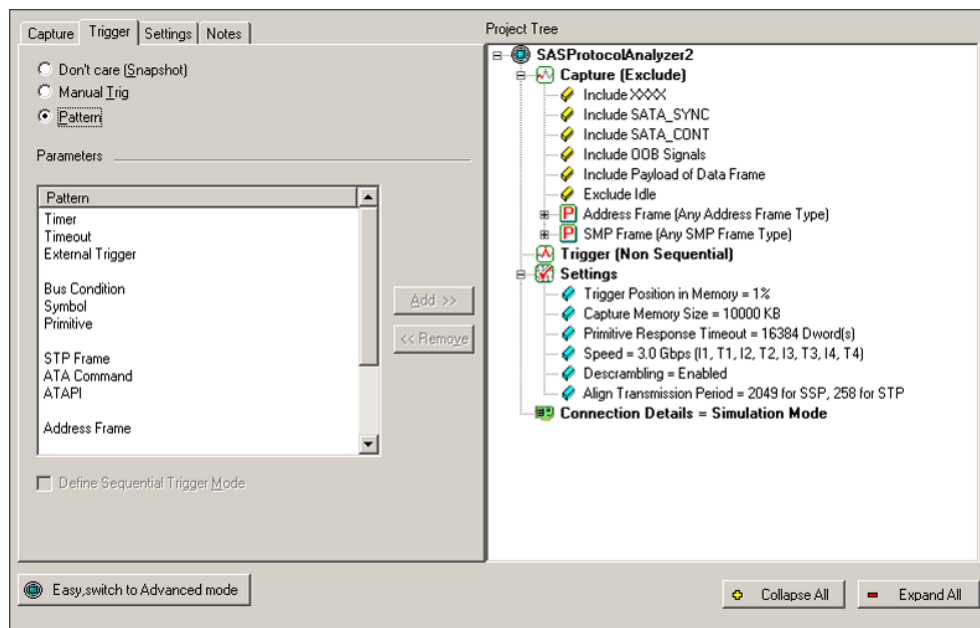 Capture
Trigger
Settings
Notes
Don't care (Snapshot)
Manual Trig
Pattern
Parameters
Pattern
Timer
Timeout
External Trigger
Bus Condition
Symbol
Primitive
STP Frame
ATA Command
ATAPI
Address Frame
Add >>
<< Remove
Define Sequential Trigger Mode
Easy,switch to Advanced mode
Project Tree
SASProtocolAnalyzer2
Capture (Exclude)
Include XXXX
Include SATA_SYNC
Include SATA_CONT
Include OOB Signals
Include Payload of Data Frame
Exclude Idle
P Address Frame (Any Address Frame Type)
P SMP Frame (Any SMP Frame Type)
Trigger (Non Sequential)
Settings
Trigger Position in Memory = 1%
Capture Memory Size = 10000 KB
Primitive Response Timeout = 16384 Dword(s)
Speed = 3.0 Gbps (I1, T1, I2, T2, I3, T3, I4, T4)
Descrambling = Enabled
Align Transmission Period = 2049 for SSP, 258 for STP
Connection Details = Simulation Mode
Collapse All
Expand All